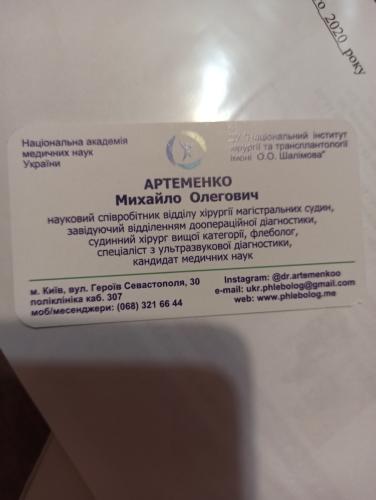 го 2020 року
Національна академія
медичних наук
України
ДУ "Національний інститут
хірургії та трансплантології
імені О.О. Шалімова"
АРТЕМЕНКО
Михайло Олегович
науковий співробітник відділу хірургії магістральних судин,
завідуючий відділенням доопераційної діагностики,
судинний хірург вищої категорії, флеболог,
спеціаліст з ультразвукової діагностики,
кандидат медичних наук
м. Київ, вул. Героїв Севастополя, 30
поліклініка каб. 307
моб/месенджери: (068) 321 66 44
Instagram: @dr.artemenkoo
e-mail: ukr.phlebolog@gmail.com
web: www.phlebolog.me